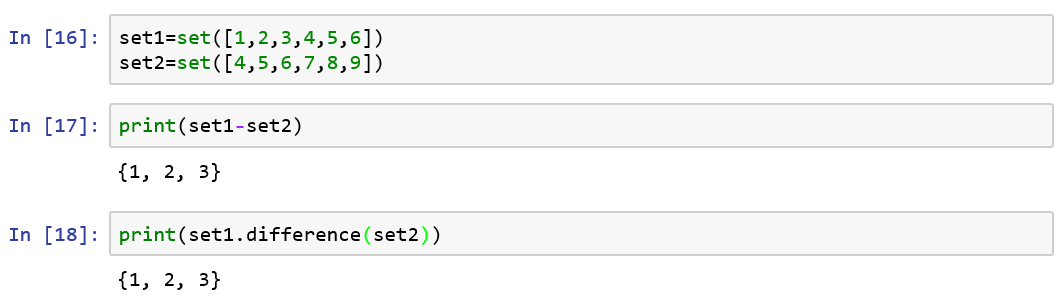 In [16]: set1=set([1,2,3,4,5,6])
set2=set([4,5,6,7,8,9])
In [17]: print(set1-set2)
{1, 2, 3}
In [18]: print(set1.difference(set2))
{1, 2, 3}